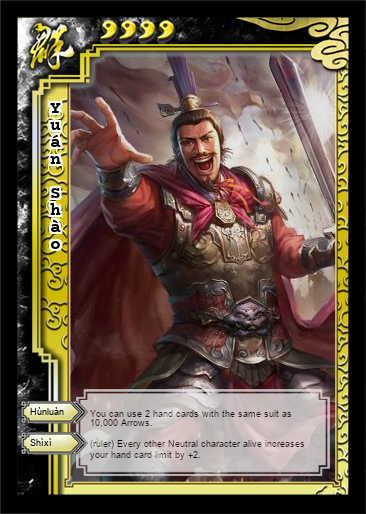 群
Yuán Shào
Hùnluàn
You can use 2 hand cards with the same suit as
10,000 Arrows.
Shìxì
(ruler) Every other Neutral character alive increases
your hand card limit by +2.